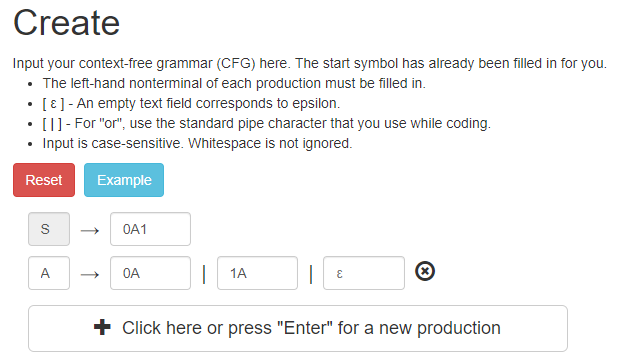 Create
Input your context-free grammar (CFG) here. The start symbol has already been filled in for you.
• The left-hand nonterminal of each production must be filled in.
• [ ε ] - An empty text field corresponds to epsilon.
• [ | ] - For "or", use the standard pipe character that you use while coding.
• Input is case-sensitive. Whitespace is not ignored.
Reset Example
S → 0A1
A → 0A | 1A | ε
Click here or press "Enter" for a new production